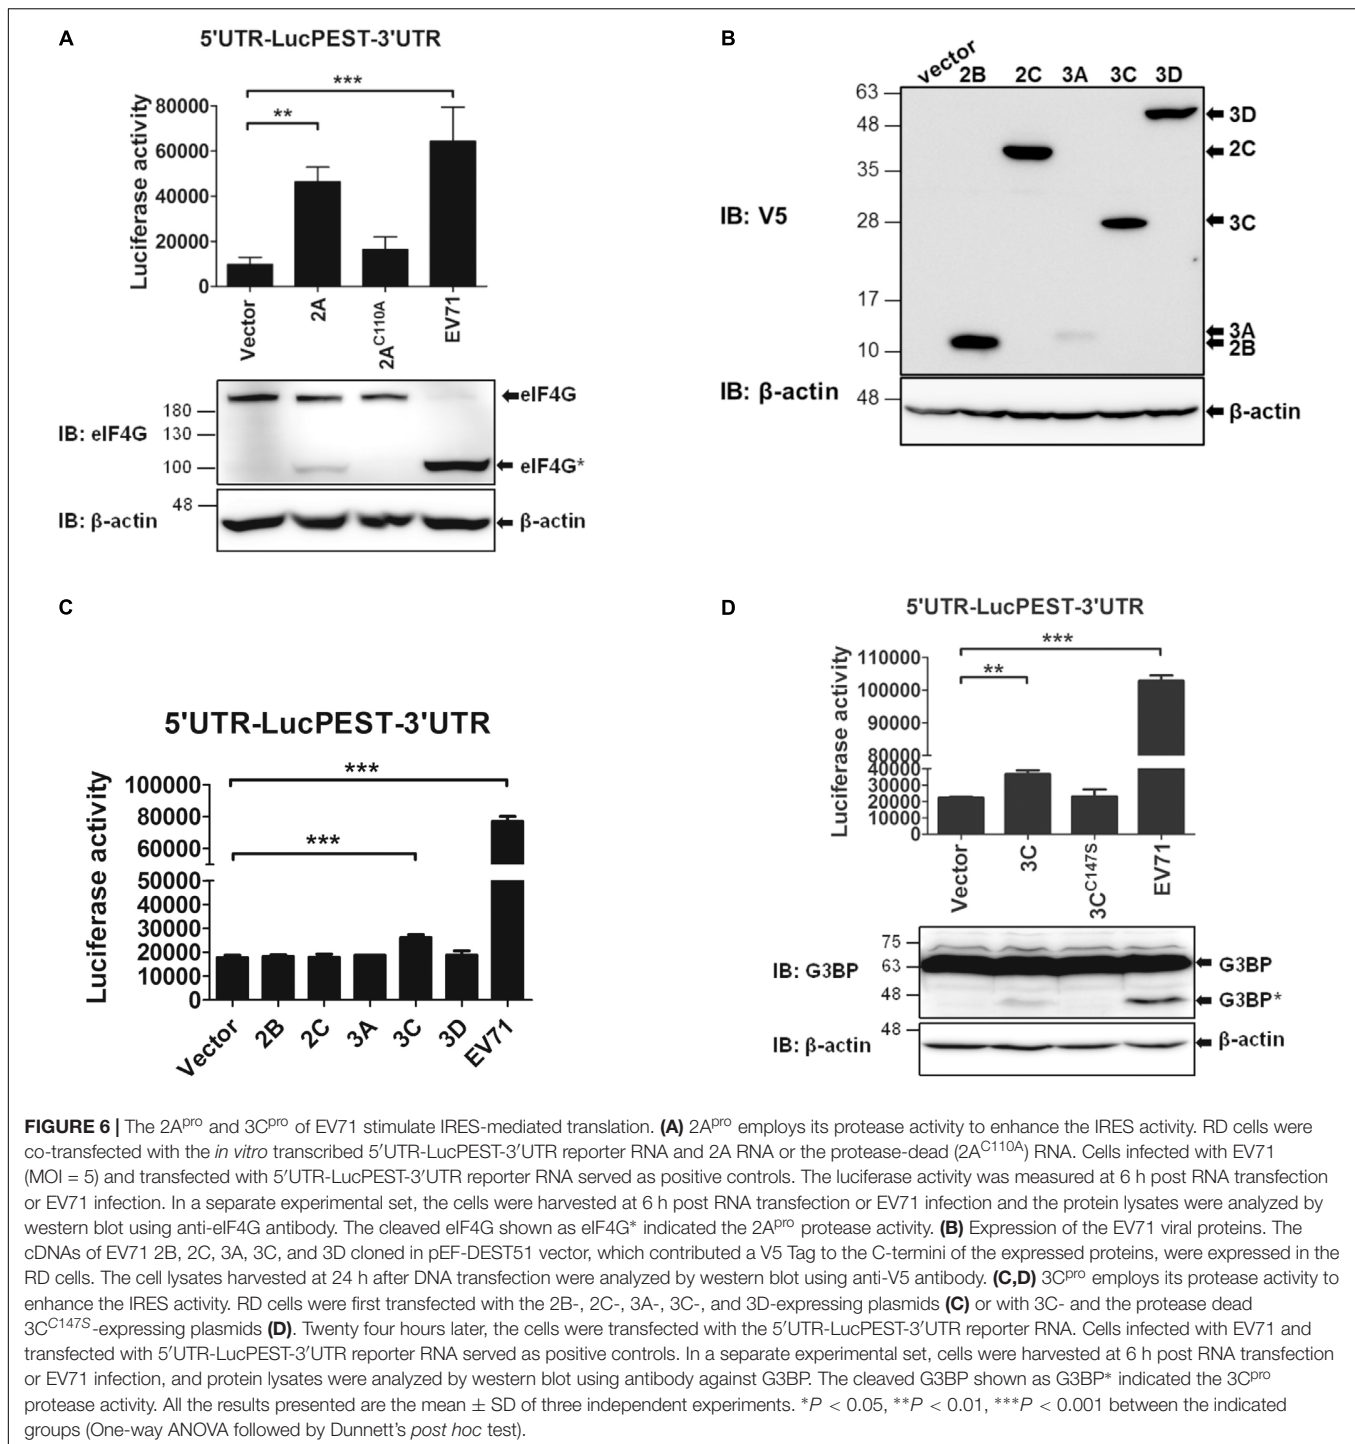 A
5'UTR-LucPEST-3'UTR
***
**
Luciferase activity
80000
60000
40000
20000
0
Vector
2A
2AC110A
EV71
IB: eIF4G
180
130
100
eIF4G
eIF4G*
IB: β-actin
48
β-actin
B
vector 2B 2C 3A 3C 3D
IB: V5
63
48
35
28
17
10
3D
2C
3C
3A
2B
IB: β-actin
48
β-actin
C
5'UTR-LucPEST-3'UTR
***
***
Luciferase activity
100000
80000
60000
50000
40000
30000
20000
10000
0
Vector
2B
2C
3A
3C
3D
EV71
D
5'UTR-LucPEST-3'UTR
***
**
Luciferase activity
110000
100000
90000
80000
40000
30000
20000
10000
0
Vector
3C
3CC147S
EV71
IB: G3BP
75
63
48
G3BP
G3BP*
IB: β-actin
48
β-actin
FIGURE 6 | The 2Apro and 3Cpro of EV71 stimulate IRES-mediated translation. (A) 2Apro employs its protease activity to enhance the IRES activity. RD cells were
co-transfected with the in vitro transcribed 5′UTR-LucPEST-3′UTR reporter RNA and 2A RNA or the protease-dead (2AC110A) RNA. Cells infected with EV71
(MOI = 5) and transfected with 5′UTR-LucPEST-3′UTR reporter RNA served as positive controls. The luciferase activity was measured at 6 h post RNA transfection
or EV71 infection. In a separate experimental set, the cells were harvested at 6 h post RNA transfection or EV71 infection and the protein lysates were analyzed by
western blot using anti-eIF4G antibody. The cleaved eIF4G shown as eIF4G* indicated the 2Apro protease activity. (B) Expression of the EV71 viral proteins. The
cDNAs of EV71 2B, 2C, 3A, 3C, and 3D cloned in pEF-DEST51 vector, which contributed a V5 Tag to the C-termini of the expressed proteins, were expressed in the
RD cells. The cell lysates harvested at 24 h after DNA transfection were analyzed by western blot using anti-V5 antibody. (C,D) 3Cpro employs its protease activity to
enhance the IRES activity. RD cells were first transfected with the 2B-, 2C-, 3A-, 3C-, and 3D-expressing plasmids (C) or with 3C- and the protease dead
3CC147S-expressing plasmids (D). Twenty four hours later, the cells were transfected with the 5′UTR-LucPEST-3′UTR reporter RNA. Cells infected with EV71 and
transfected with 5′UTR-LucPEST-3′UTR reporter RNA served as positive controls. In a separate experimental set, cells were harvested at 6 h post RNA transfection
or EV71 infection, and protein lysates were analyzed by western blot using antibody against G3BP. The cleaved G3BP shown as G3BP* indicated the 3Cpro
protease activity. All the results presented are the mean ± SD of three independent experiments. *P < 0.05, **P < 0.01, ***P < 0.001 between the indicated
groups (One-way ANOVA followed by Dunnett's post hoc test).